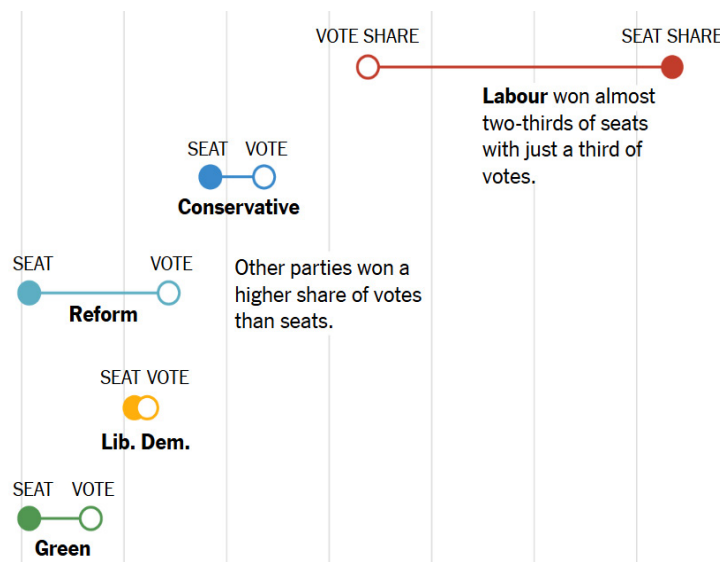 VOTE SHARE SEAT SHARE
Labour won almost
two-thirds of seats
with just a third of
votes.
SEAT VOTE
Conservative
SEAT VOTE
Reform
Other parties won a
higher share of votes
than seats.
SEAT VOTE
Lib. Dem.
SEAT VOTE
Green